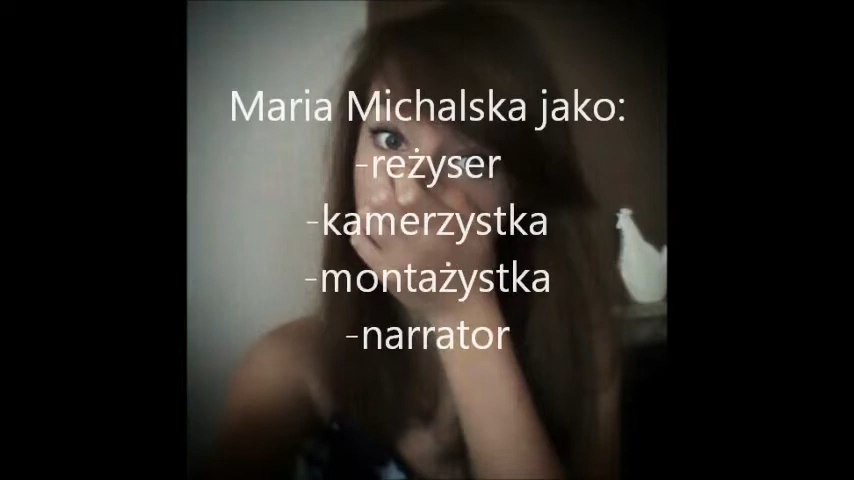 Maria Michalska jako:
-reżyser
-kamerzystka
-montażystka
-narrator